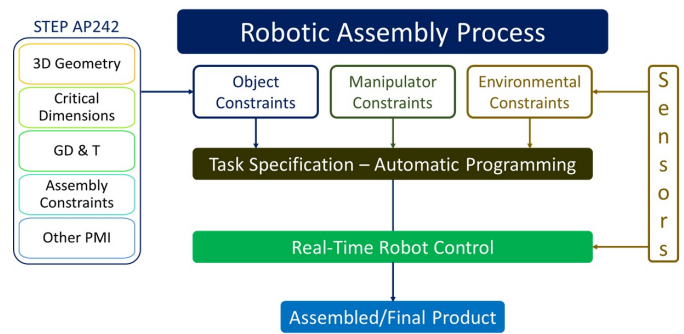 STEP AP242
Robotic Assembly Process
3D Geometry
Critical
Dimensions
GD & T
Assembly
Constraints
Other PMI
Object
Constraints
Manipulator
Constraints
Environmental
Constraints
Sensors
Task Specification – Automatic Programming
Real-Time Robot Control
Assembled/Final Product